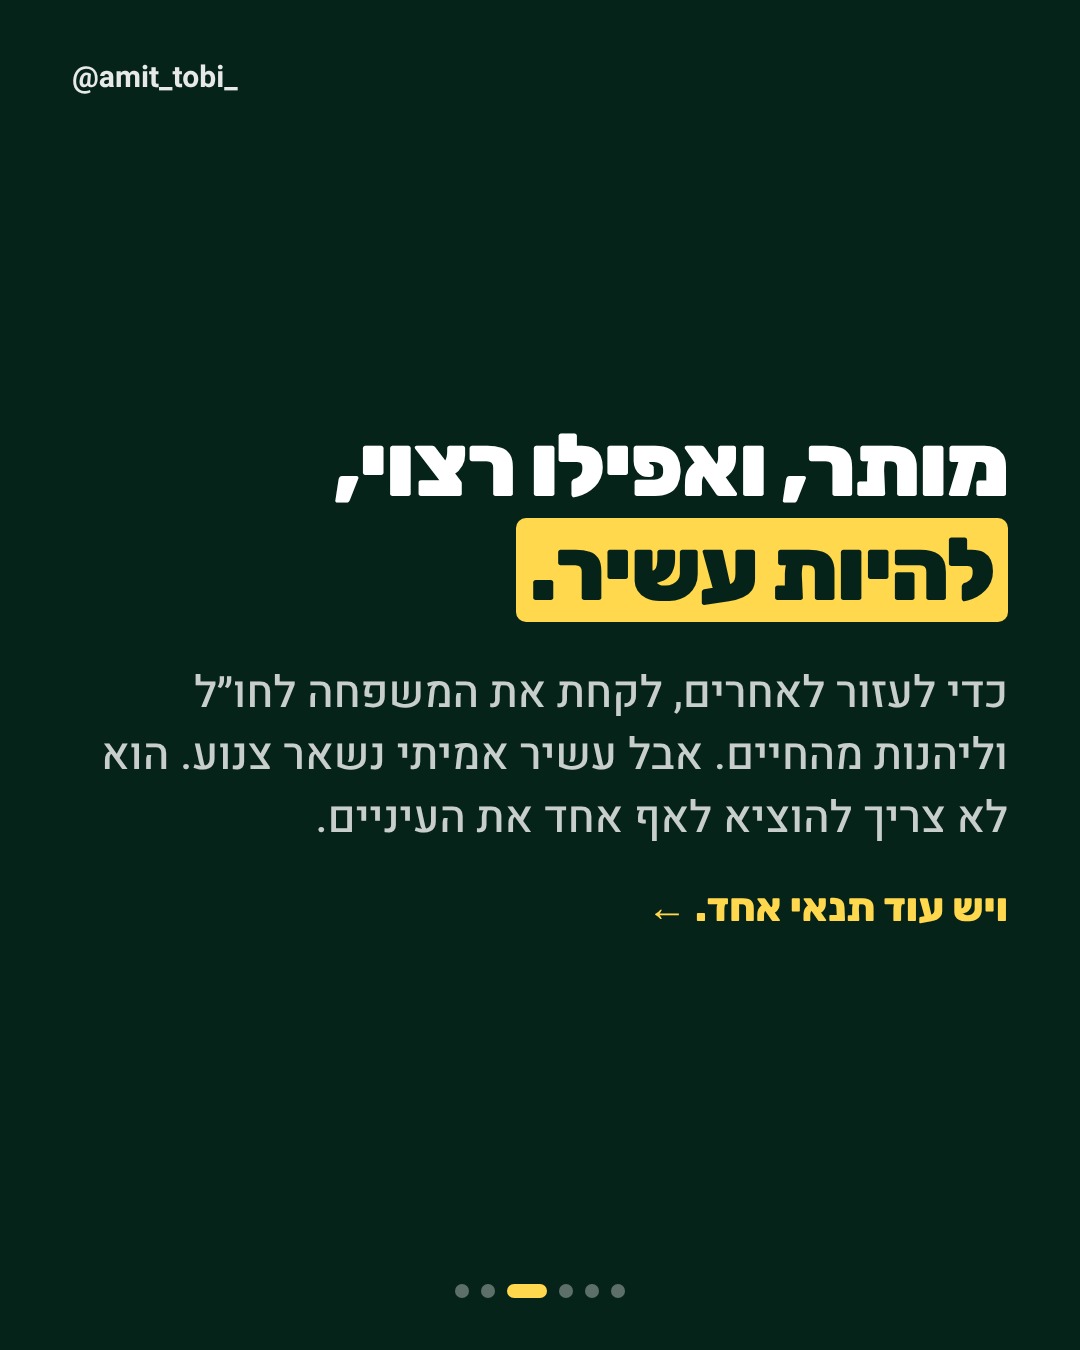 @amit_tobi_
מותר, ואפילו רצוי,
להיות עשיר.
כדי לעזור לאחרים, לקחת את המשפחה לחו״ל
וליהנות מהחיים. אבל עשיר אמיתי נשאר צנוע. הוא
לא צריך להוציא לאף אחד את העיניים.
ויש עוד תנאי אחד. ←